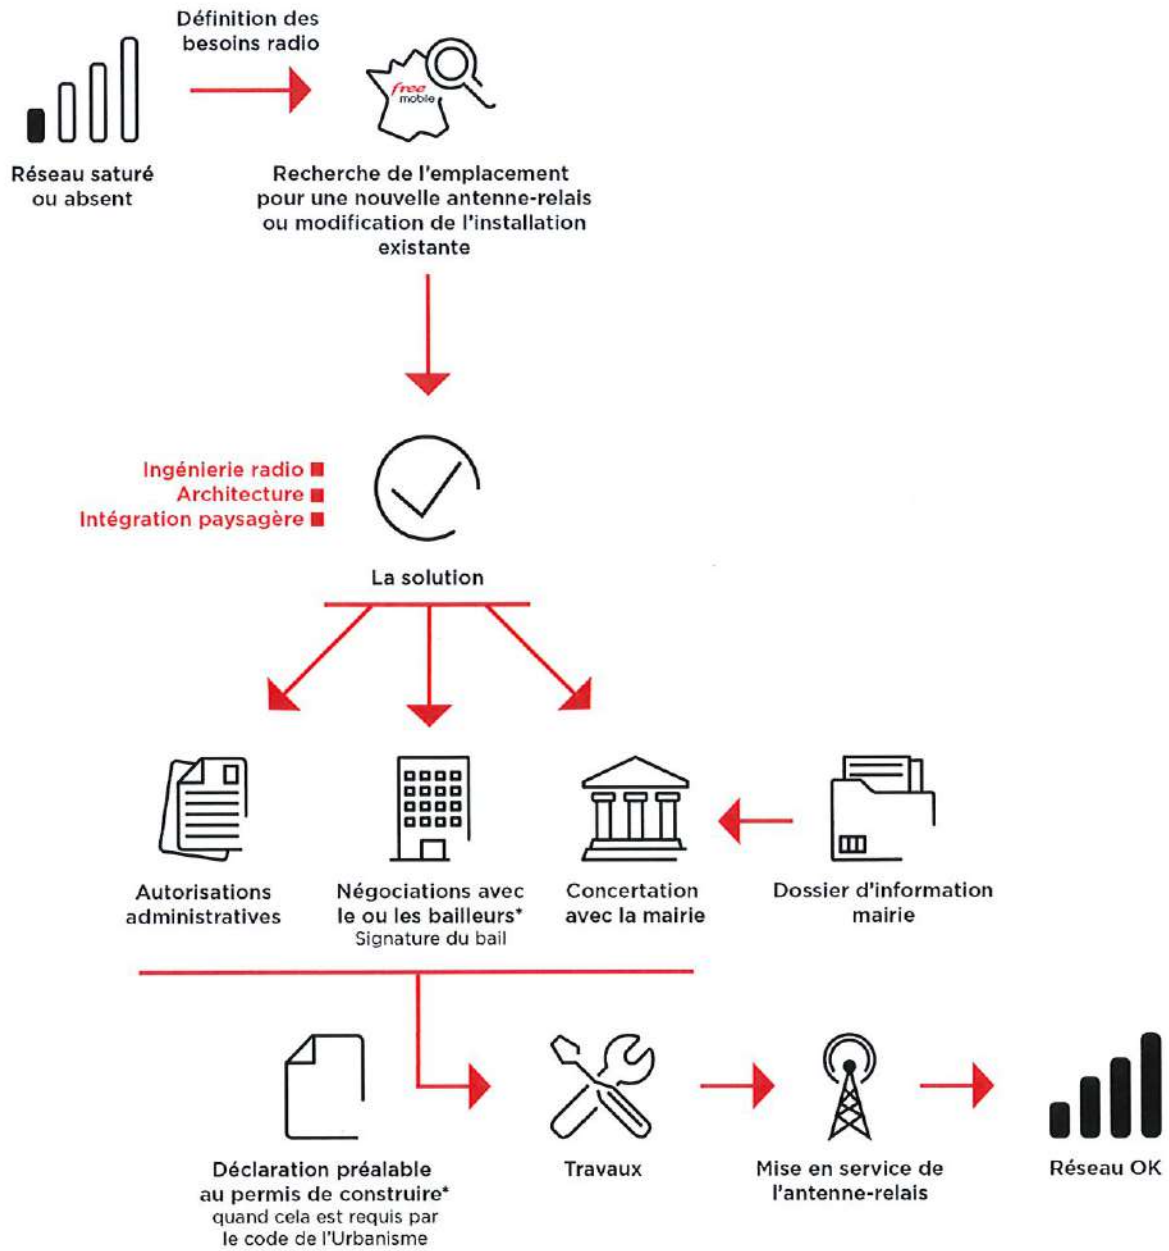 Définition des
besoins radio
free
mobile
Réseau saturé
ou absent
Recherche de l'emplacement
pour une nouvelle antenne-relais
ou modification de l'installation
existante
Ingénierie radio
Architecture
Intégration paysagère
La solution
Autorisations
administratives
Négociations avec
le ou les bailleurs*
Signature du bail
Concertation
avec la mairie
Dossier d'information
mairie
Déclaration préalable
au permis de construire*
quand cela est requis par
le code de l'Urbanisme
Travaux
Mise en service de
l'antenne-relais
Réseau OK